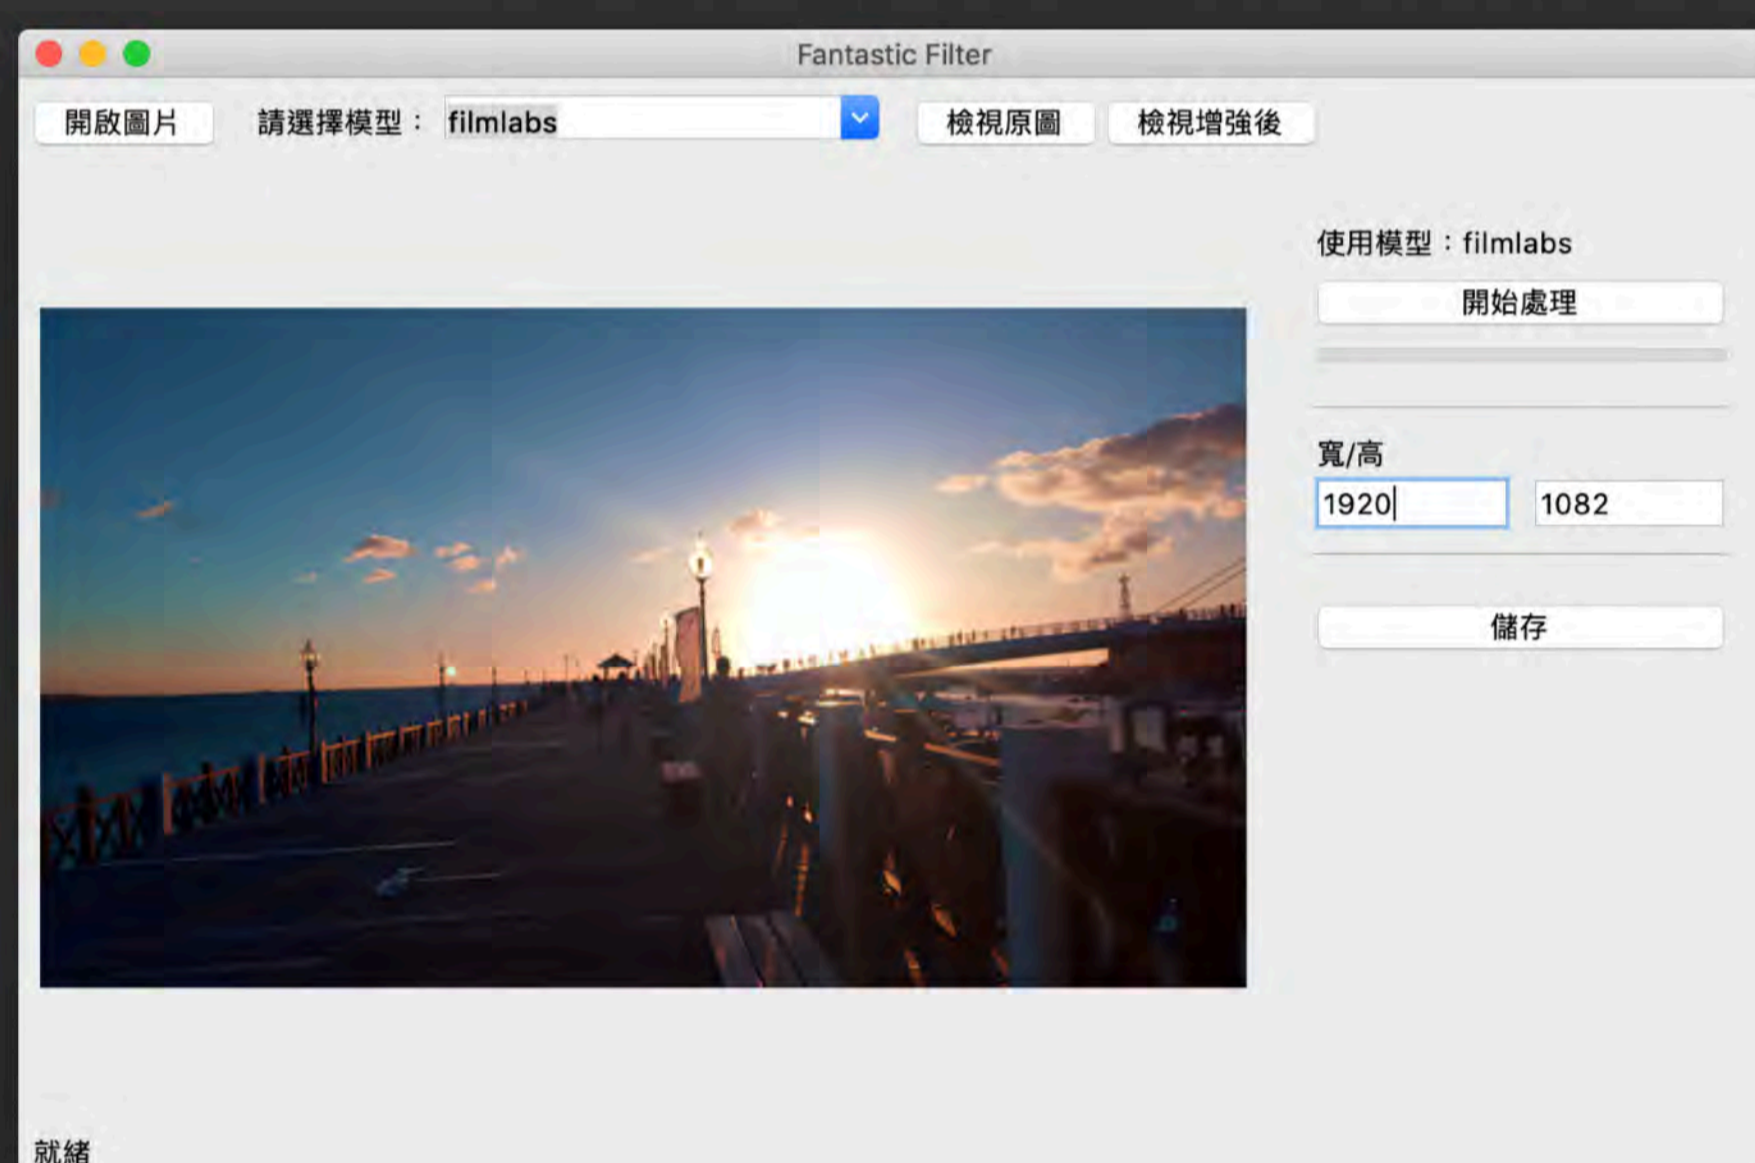 Fantastic Filter
開啟圖片 請選擇模型： filmlabs 檢視原圖 檢視增強後
使用模型：filmlabs
開始處理
寬/高
1920 1082
儲存
就緒